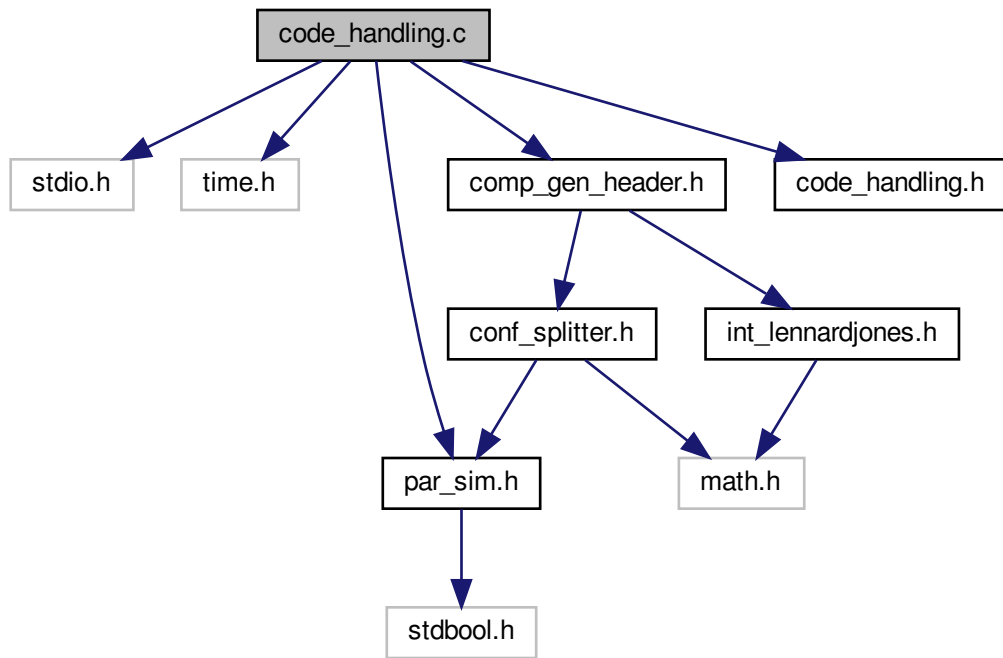 code_handling.c
stdio.h
time.h
comp_gen_header.h
code_handling.h
conf_splitter.h
int_lennardjones.h
par_sim.h
math.h
stdbool.h